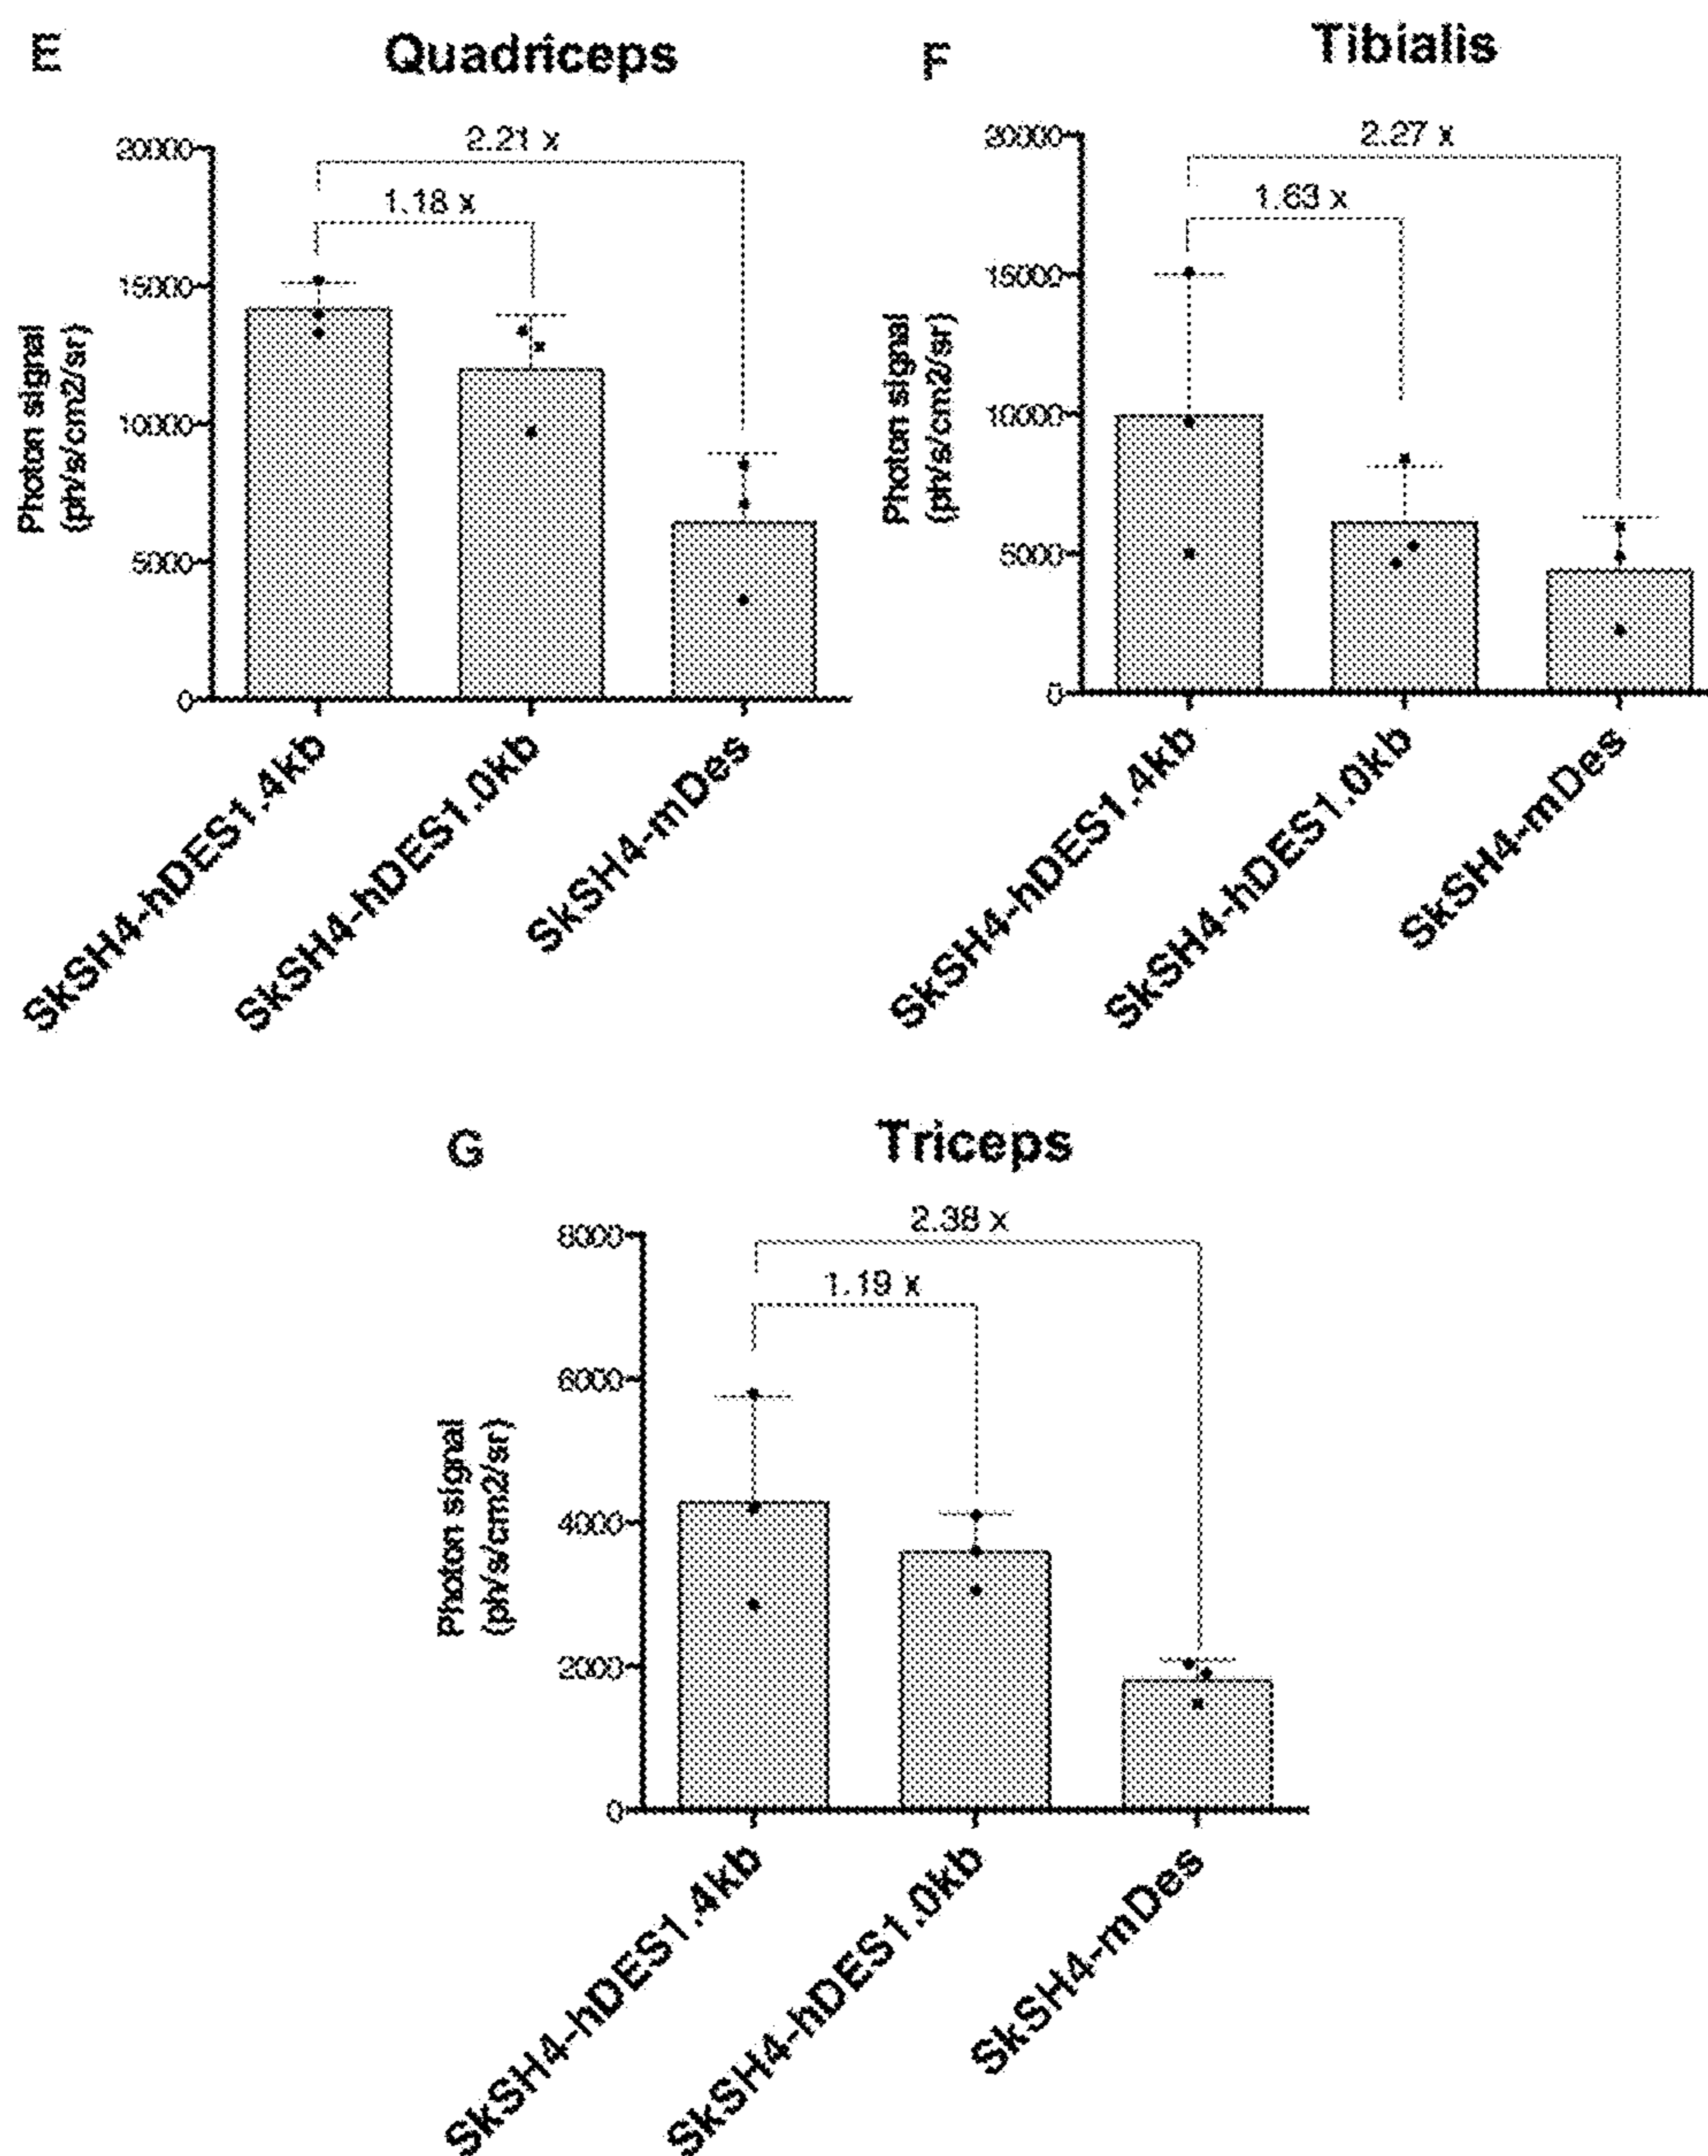 E
Quadriceps
20000
15000
10000
5000
0
Photon signal
(ph/s/cm2/sr)
2.21 x
1.18 x
SkSH4-hDES1.4kb
SkSH4-hDES1.0kb
SkSH4-mDes
F
Tibialis
20000
15000
10000
5000
0
Photon signal
(ph/s/cm2/sr)
2.27 x
1.63 x
SkSH4-hDES1.4kb
SkSH4-hDES1.0kb
SkSH4-mDes
G
Triceps
8000
6000
4000
2000
0
Photon signal
(ph/s/cm2/sr)
2.38 x
1.19 x
SkSH4-hDES1.4kb
SkSH4-hDES1.0kb
SkSH4-mDes